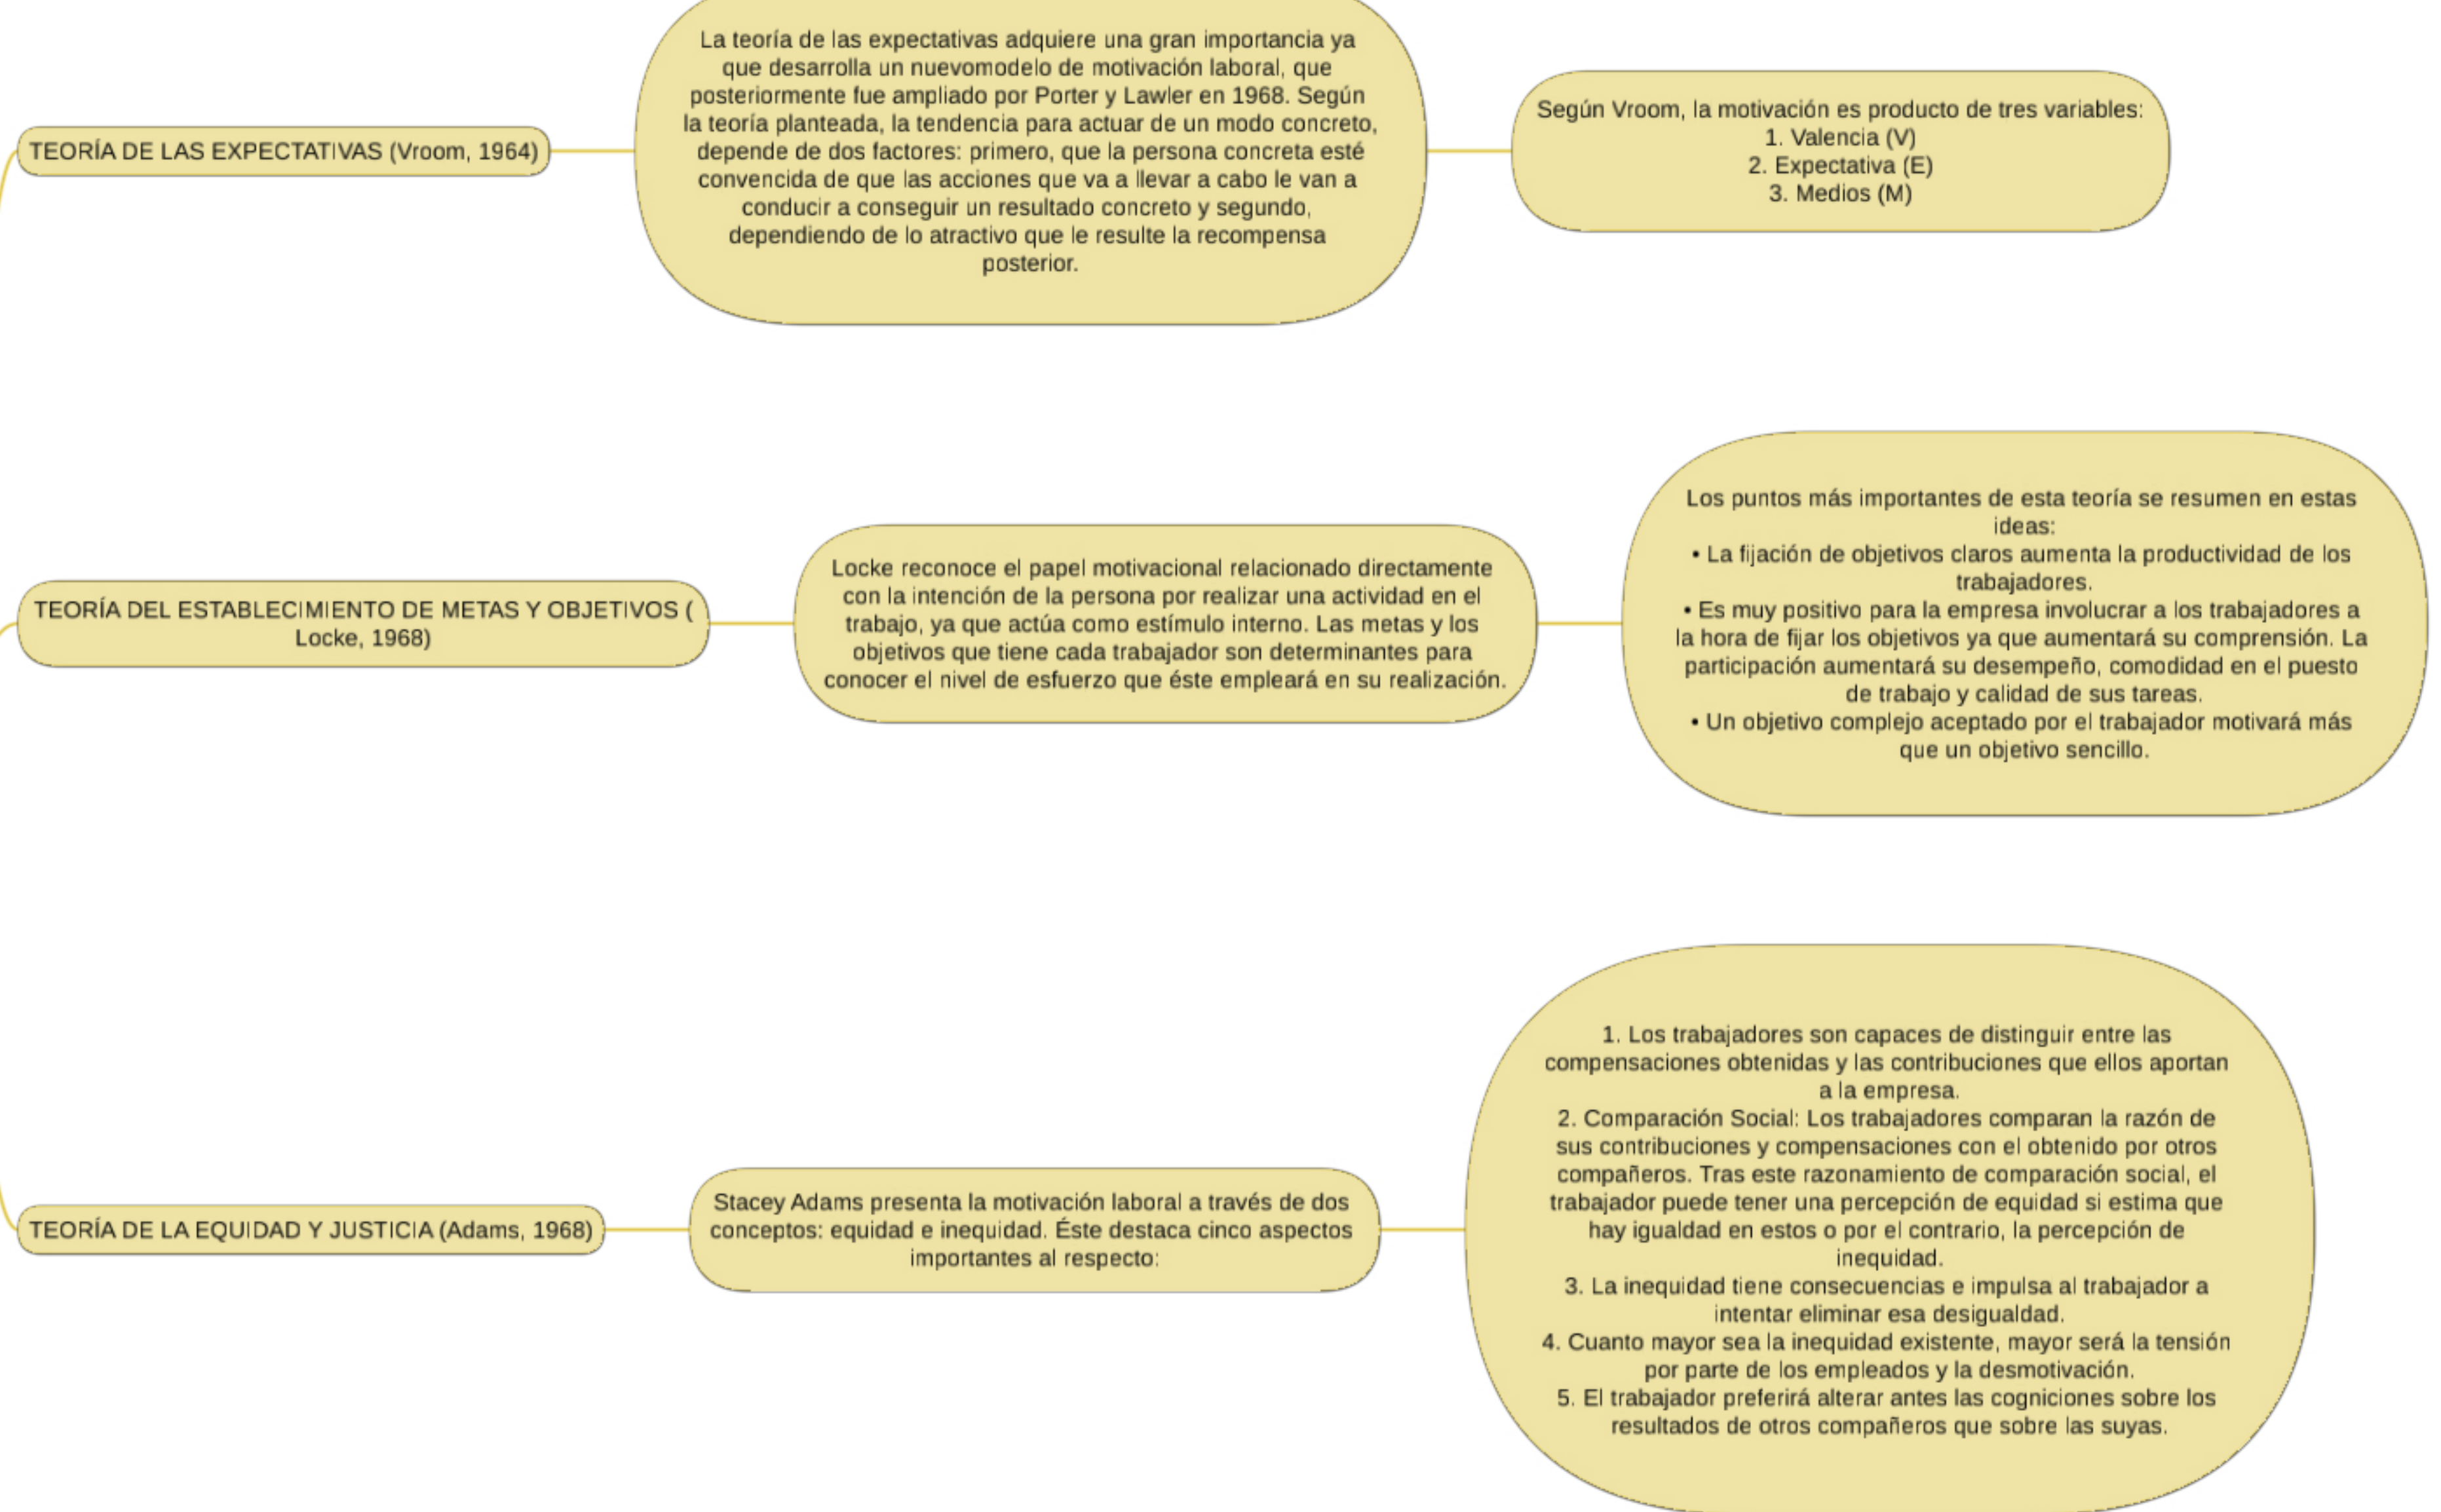 TEORÍA DE LAS EXPECTATIVAS (Vroom, 1964)
La teoría de las expectativas adquiere una gran importancia ya
que desarrolla un nuevomodelo de motivación laboral, que
posteriormente fue ampliado por Porter y Lawler en 1968. Según
la teoría planteada, la tendencia para actuar de un modo concreto,
depende de dos factores: primero, que la persona concreta esté
convencida de que las acciones que va a llevar a cabo le van a
conducir a conseguir un resultado concreto y segundo,
dependiendo de lo atractivo que le resulte la recompensa
posterior.
Según Vroom, la motivación es producto de tres variables:
1. Valencia (V)
2. Expectativa (E)
3. Medios (M)
TEORÍA DEL ESTABLECIMIENTO DE METAS Y OBJETIVOS (
Locke, 1968)
Locke reconoce el papel motivacional relacionado directamente
con la intención de la persona por realizar una actividad en el
trabajo, ya que actúa como estímulo interno. Las metas y los
objetivos que tiene cada trabajador son determinantes para
conocer el nivel de esfuerzo que éste empleará en su realización.
Los puntos más importantes de esta teoría se resumen en estas
ideas:
• La fijación de objetivos claros aumenta la productividad de los
trabajadores.
• Es muy positivo para la empresa involucrar a los trabajadores a
la hora de fijar los objetivos ya que aumentará su comprensión. La
participación aumentará su desempeño, comodidad en el puesto
de trabajo y calidad de sus tareas.
• Un objetivo complejo aceptado por el trabajador motivará más
que un objetivo sencillo.
TEORÍA DE LA EQUIDAD Y JUSTICIA (Adams, 1968)
Stacey Adams presenta la motivación laboral a través de dos
conceptos: equidad e inequidad. Éste destaca cinco aspectos
importantes al respecto:
1. Los trabajadores son capaces de distinguir entre las
compensaciones obtenidas y las contribuciones que ellos aportan
a la empresa.
2. Comparación Social: Los trabajadores comparan la razón de
sus contribuciones y compensaciones con el obtenido por otros
compañeros. Tras este razonamiento de comparación social, el
trabajador puede tener una percepción de equidad si estima que
hay igualdad en estos o por el contrario, la percepción de
inequidad.
3. La inequidad tiene consecuencias e impulsa al trabajador a
intentar eliminar esa desigualdad.
4. Cuanto mayor sea la inequidad existente, mayor será la tensión
por parte de los empleados y la desmotivación.
5. El trabajador preferirá alterar antes las cogniciones sobre los
resultados de otros compañeros que sobre las suyas.